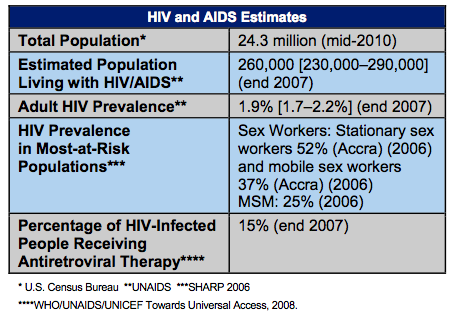 HIV and AIDS Estimates
Total Population*
24.3 million (mid-2010)
Estimated Population
Living with HIV/AIDS**
260,000 [230,000–290,000]
(end 2007)
Adult HIV Prevalence**
1.9% [1.7–2.2%] (end 2007)
HIV Prevalence
in Most-at-Risk
Populations***
Sex Workers: Stationary sex
workers 52% (Accra) (2006)
and mobile sex workers
37% (Accra) (2006)
MSM: 25% (2006)
Percentage of HIV-Infected
People Receiving
Antiretroviral Therapy****
15% (end 2007)
* U.S. Census Bureau **UNAIDS ***SHARP 2006
****WHO/UNAIDS/UNICEF Towards Universal Access, 2008.